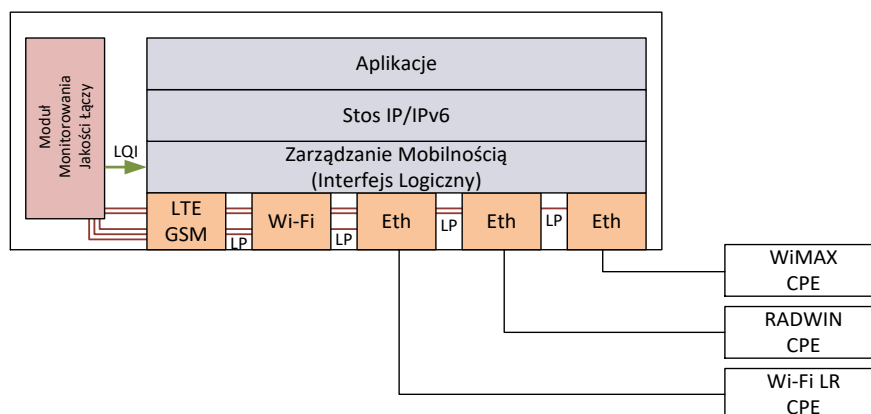 Moduł
Monitorowania
Jakości Łączy
LQI
Aplikacje
Stos IP/IPv6
Zarządzanie Mobilnością
(Interfejs Logiczny)
LTE
GSM
LP
Wi-Fi
LP
Eth
LP
Eth
LP
Eth
WiMAX
CPE
RADWIN
CPE
Wi-Fi LR
CPE